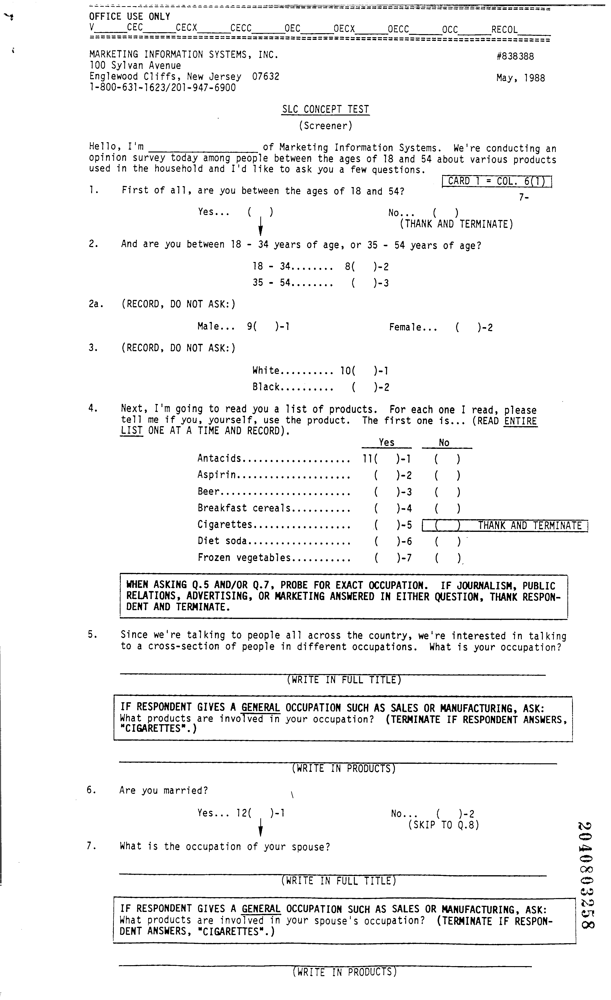 OFFICE USE ONLY
V_____CEC_____CECX_____CECC_____OEC_____OECX_____OECC_____OCC_____RECOL_____
MARKETING INFORMATION SYSTEMS, INC. #838388
100 Sylvan Avenue
Englewood Cliffs, New Jersey 07632 May, 1988
1-800-631-1623/201-947-6900
SLC CONCEPT TEST
(Screener)
Hello, I'm __________________ of Marketing Information Systems. We're conducting an
opinion survey today among people between the ages of 18 and 54 about various products
used in the household and I'd like to ask you a few questions.
CARD 1 = COL. 6(1)
1. First of all, are you between the ages of 18 and 54? 7-
Yes... ( ) No... ( )
(THANK AND TERMINATE)
2. And are you between 18 - 34 years of age, or 35 - 54 years of age?
18 - 34........ 8( )-2
35 - 54........ ( )-3
2a. (RECORD, DO NOT ASK:)
Male... 9( )-1 Female... ( )-2
3. (RECORD, DO NOT ASK:)
White.......... 10( )-1
Black.......... ( )-2
4. Next, I'm going to read you a list of products. For each one I read, please
tell me if you, yourself, use the product. The first one is... (READ ENTIRE
LIST ONE AT A TIME AND RECORD).
Yes No
Antacids................... 11( )-1 ( )
Aspirin.................... ( )-2 ( )
Beer....................... ( )-3 ( )
Breakfast cereals.......... ( )-4 ( )
Cigarettes................. ( )-5 ( ) THANK AND TERMINATE
Diet soda.................. ( )-6 ( )
Frozen vegetables.......... ( )-7 ( )
WHEN ASKING Q.5 AND/OR Q.7, PROBE FOR EXACT OCCUPATION. IF JOURNALISM, PUBLIC
RELATIONS, ADVERTISING, OR MARKETING ANSWERED IN EITHER QUESTION, THANK RESPON-
DENT AND TERMINATE.
5. Since we're talking to people all across the country, we're interested in talking
to a cross-section of people in different occupations. What is your occupation?
(WRITE IN FULL TITLE)
IF RESPONDENT GIVES A GENERAL OCCUPATION SUCH AS SALES OR MANUFACTURING, ASK:
What products are involved in your occupation? (TERMINATE IF RESPONDENT ANSWERS,
"CIGARETTES".)
(WRITE IN PRODUCTS)
6. Are you married?
Yes... 12( )-1 No... ( )-2
(SKIP TO Q.8)
7. What is the occupation of your spouse?
(WRITE IN FULL TITLE)
IF RESPONDENT GIVES A GENERAL OCCUPATION SUCH AS SALES OR MANUFACTURING, ASK:
What products are involved in your spouse's occupation? (TERMINATE IF RESPON-
DENT ANSWERS, "CIGARETTES".)
(WRITE IN PRODUCTS)
2040803258